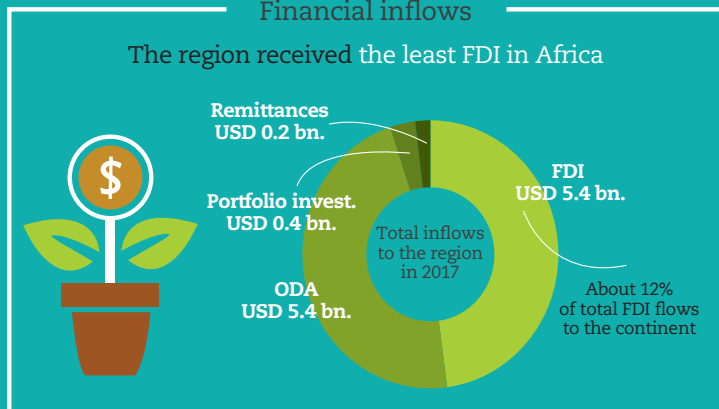 Financial inflows
The region received the least FDI in Africa
Remittances
USD 0.2 bn.
Portfolio invest.
USD 0.4 bn.
ODA
USD 5.4 bn.
Total inflows
to the region
in 2017
FDI
USD 5.4 bn.
About 12%
of total FDI flows
to the continent
$